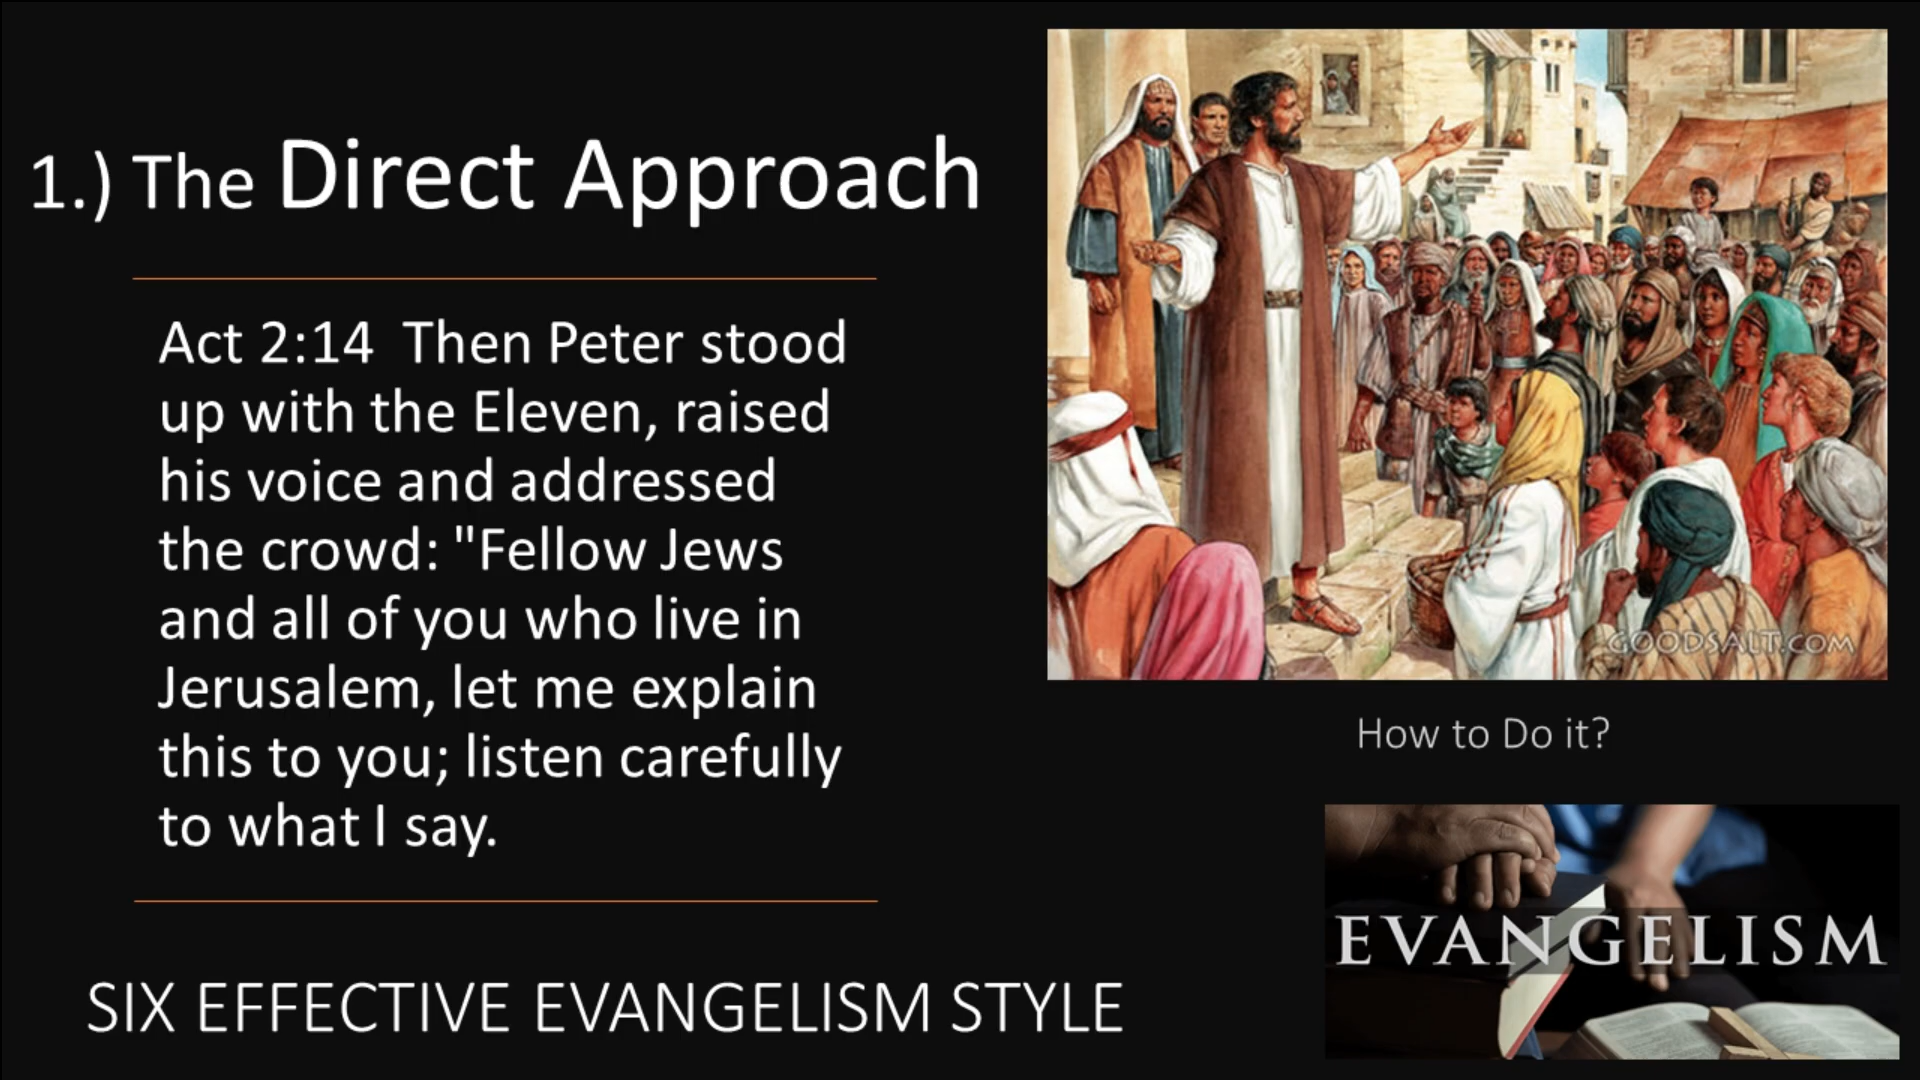 1.) The Direct Approach
Act 2:14  Then Peter stood
up with the Eleven, raised
his voice and addressed
the crowd: "Fellow Jews
and all of you who live in
Jerusalem, let me explain
this to you; listen carefully
to what I say.
GOODSALT.COM
How to Do it?
EVANGELISM
SIX EFFECTIVE EVANGELISM STYLE